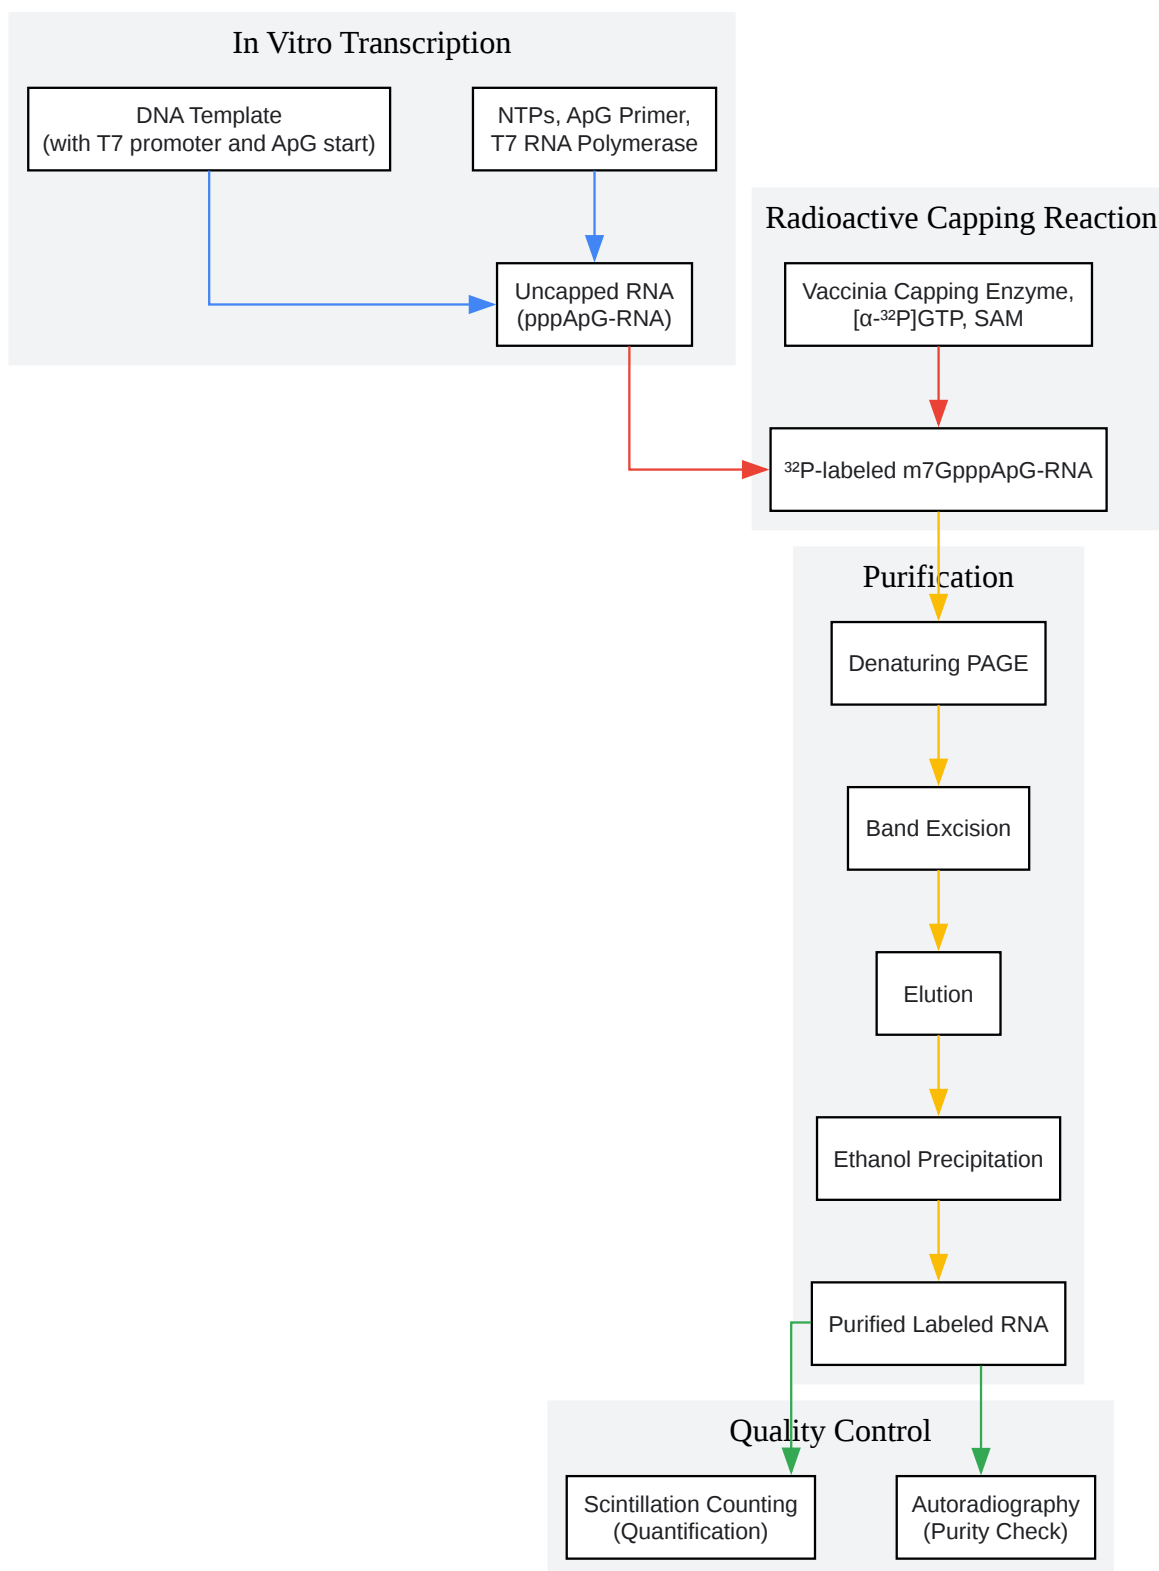 In Vitro Transcription
DNA Template
(with T7 promoter and ApG start)
NTPs, ApG Primer,
T7 RNA Polymerase
Uncapped RNA
(pppApG-RNA)
Radioactive Capping Reaction
Vaccinia Capping Enzyme,
[α-³²P]GTP, SAM
³²P-labeled m7GpppApG-RNA
Purification
Denaturing PAGE
Band Excision
Elution
Ethanol Precipitation
Purified Labeled RNA
Quality Control
Scintillation Counting
(Quantification)
Autoradiography
(Purity Check)